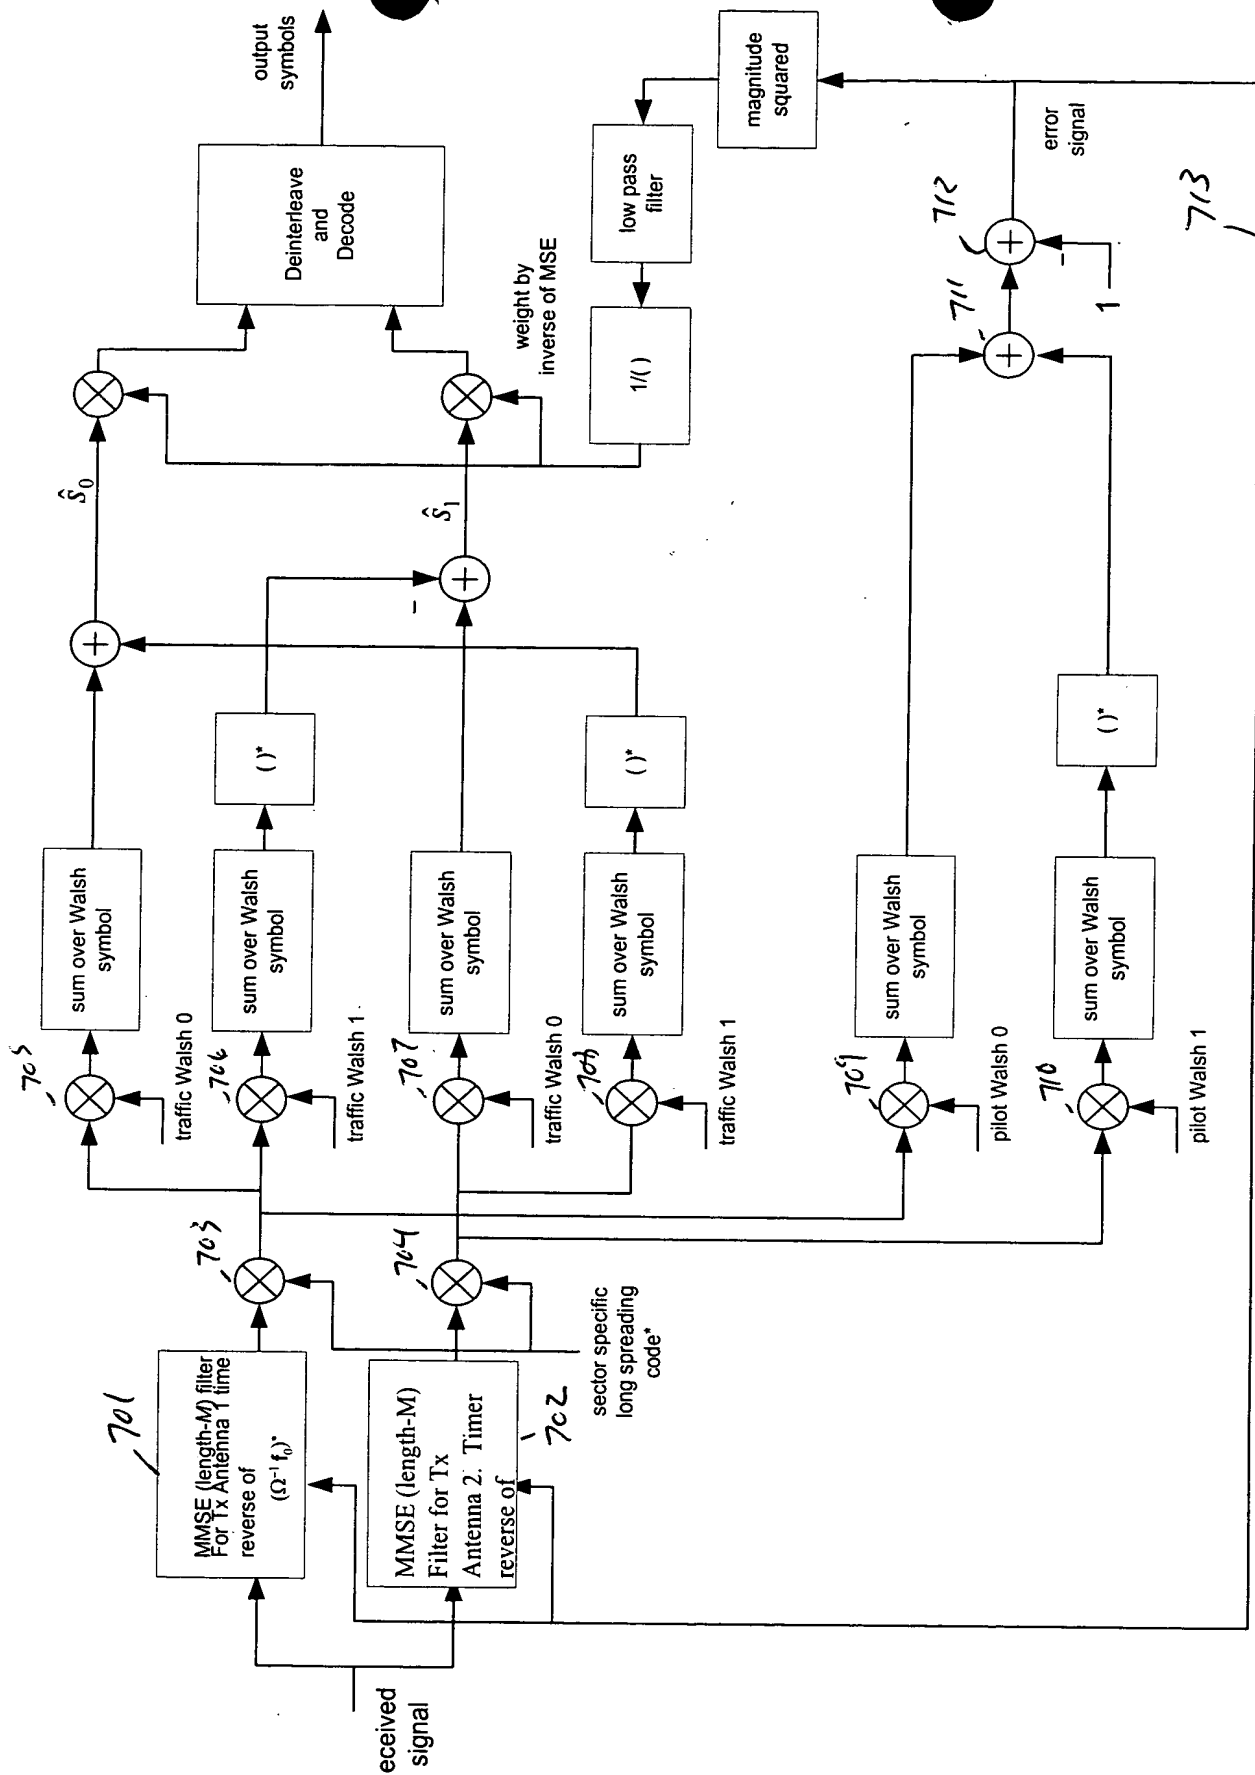 701
MMSE (length-M) filter
For Tx Antenna 1 time
reverse of
(Ω⁻¹ f₀)*
MMSE (length-M)
Filter for Tx
Antenna 2. Timer
reverse of
702
eceived
signal
sector specific
long spreading
code*
703
704
705
traffic Walsh 0
706
traffic Walsh 1
707
traffic Walsh 0
708
traffic Walsh 1
709
pilot Walsh 0
710
pilot Walsh 1
sum over Walsh
symbol
sum over Walsh
symbol
sum over Walsh
symbol
sum over Walsh
symbol
sum over Walsh
symbol
sum over Walsh
symbol
( )*
( )*
( )*
+
-
+
ŝ₀
ŝ₁
weight by
inverse of MSE
1/( )
low pass
filter
magnitude
squared
Deinterleave
and
Decode
output
symbols
711
+
712
+
-
1
error
signal
713